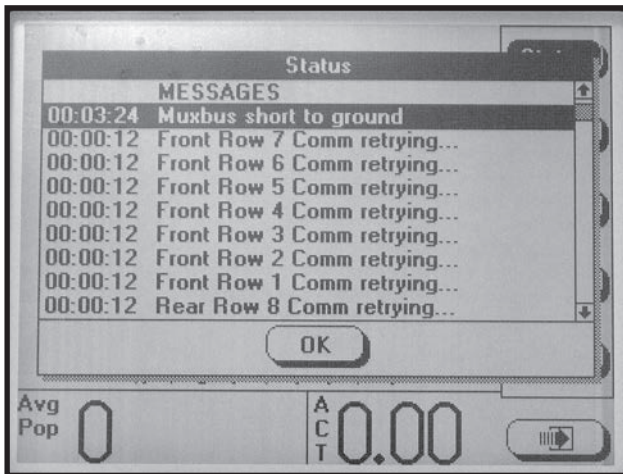 Status
MESSAGES
00:03:24 Muxbus short to ground
00:00:12 Front Row 7 Comm retrying...
00:00:12 Front Row 6 Comm retrying...
00:00:12 Front Row 5 Comm retrying...
00:00:12 Front Row 4 Comm retrying...
00:00:12 Front Row 3 Comm retrying...
00:00:12 Front Row 2 Comm retrying...
00:00:12 Front Row 1 Comm retrying...
00:00:12 Rear Row 8 Comm retrying...
OK
Avg
Pop 0
ACT 0.00